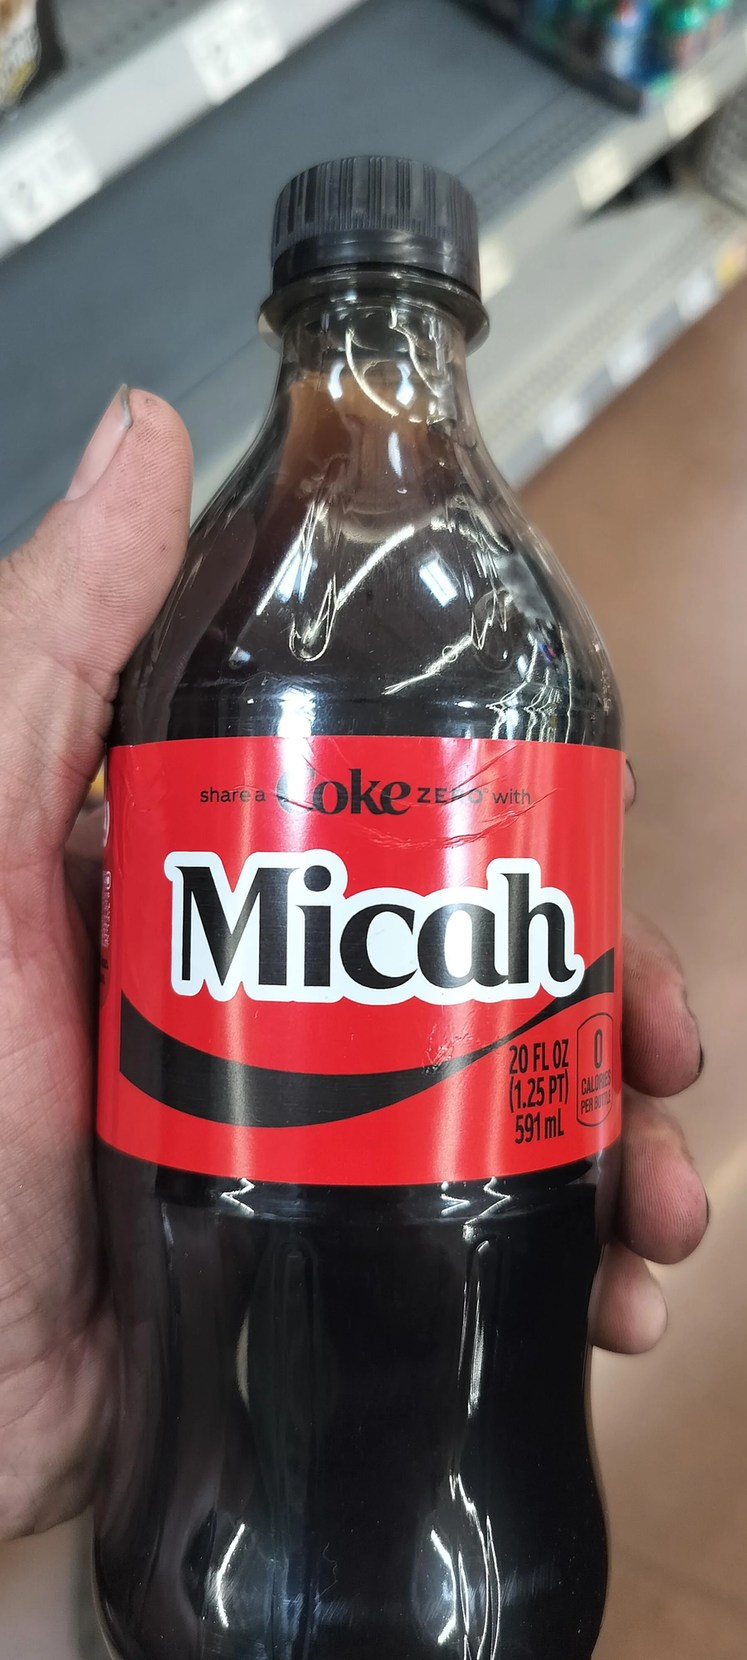 share a Coke ZERO with
Micah
20 FL OZ
(1.25 PT)
591 mL
0
CALORIES
PER BOTTLE